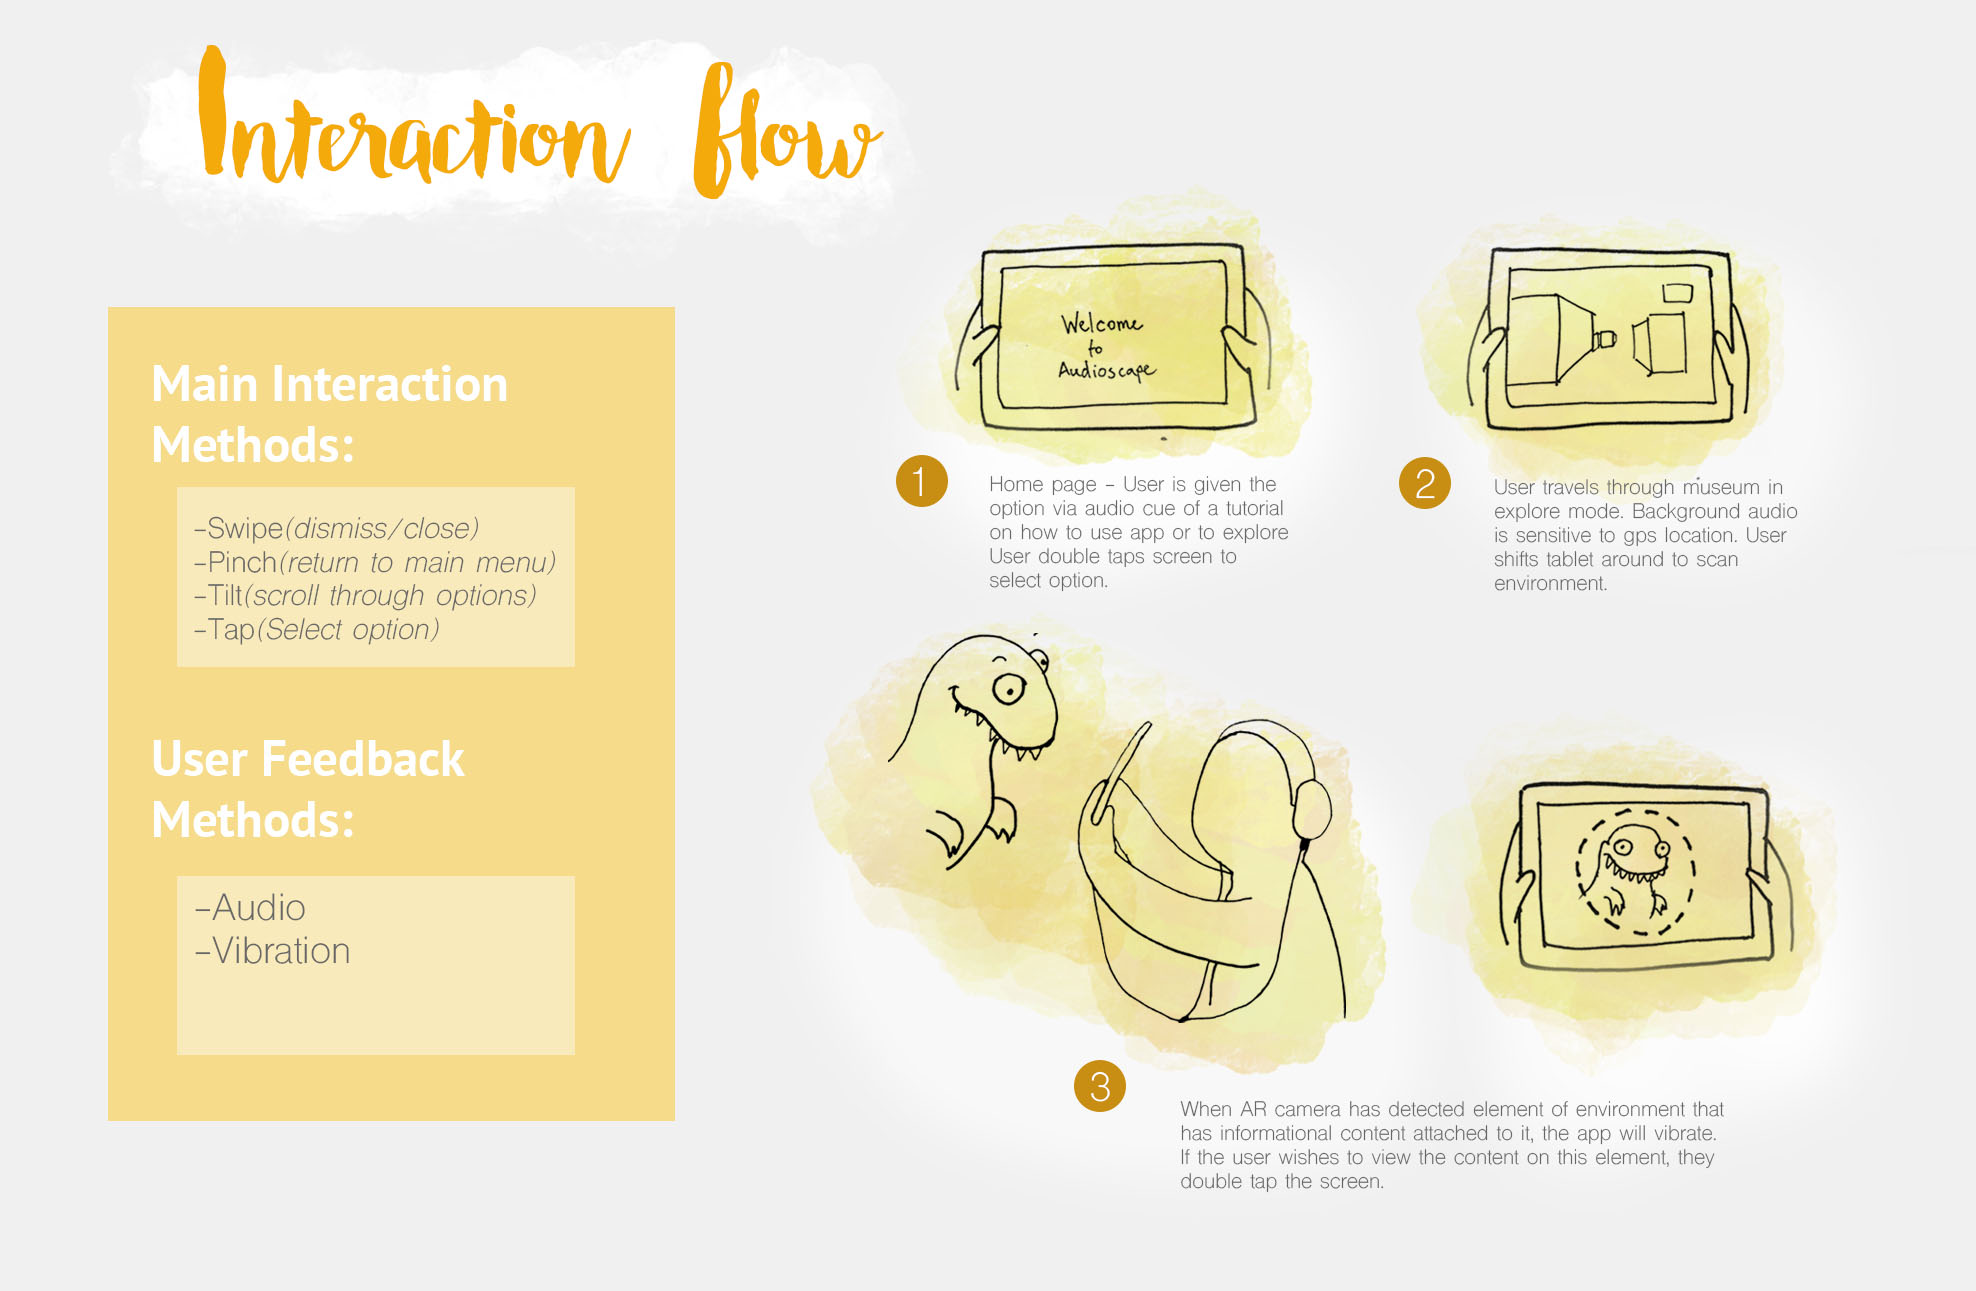 Interaction flow
Main Interaction
Methods:
-Swipe(dismiss/close)
-Pinch(return to main menu)
-Tilt(scroll through options)
-Tap(Select option)
User Feedback
Methods:
-Audio
-Vibration
Welcome
to
Audioscape
1
Home page - User is given the
option via audio cue of a tutorial
on how to use app or to explore
User double taps screen to
select option.
2
User travels through museum in
explore mode. Background audio
is sensitive to gps location. User
shifts tablet around to scan
environment.
3
When AR camera has detected element of environment that
has informational content attached to it, the app will vibrate.
If the user wishes to view the content on this element, they
double tap the screen.